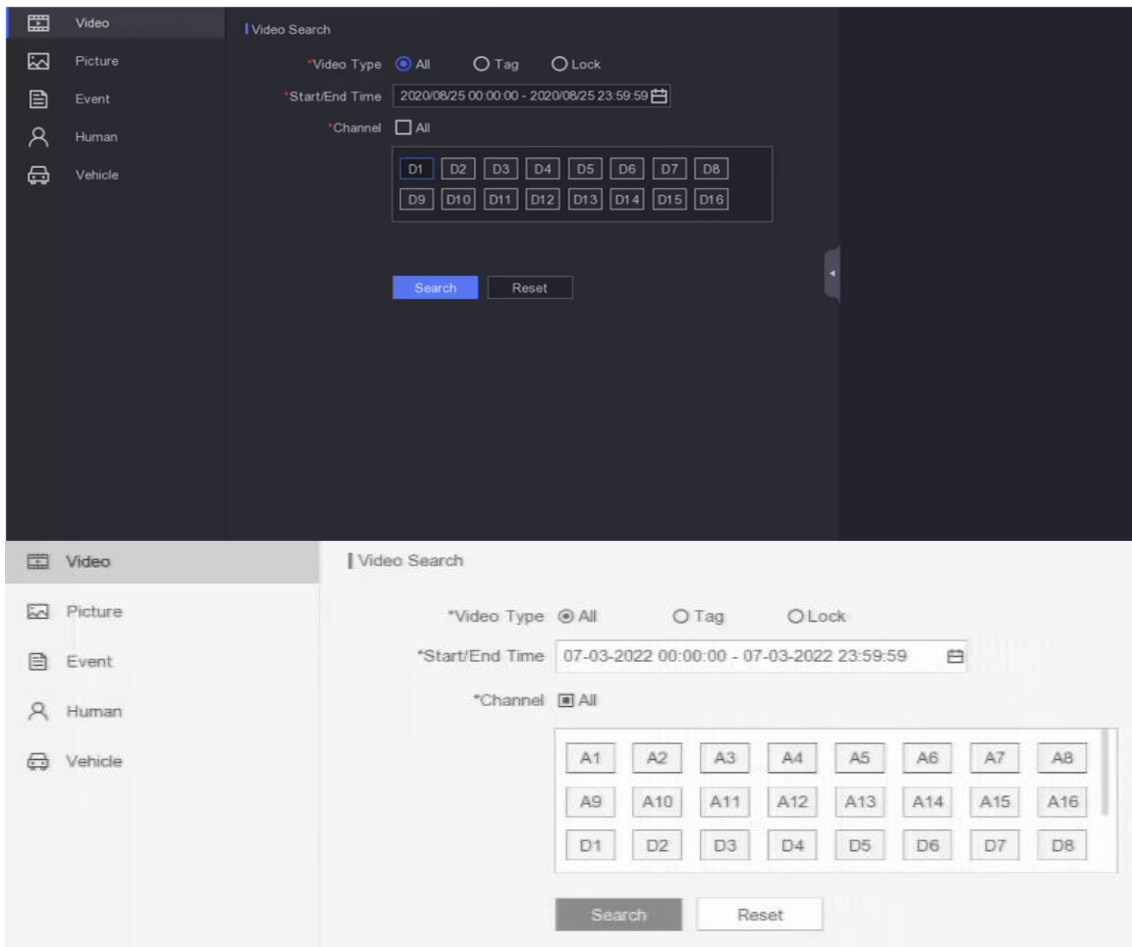 Video
Picture
Event
Human
Vehicle
Video Search
*Video Type All Tag Lock
*Start/End Time 2020/08/25 00:00:00 - 2020/08/25 23:59:59
*Channel All
D1 D2 D3 D4 D5 D6 D7 D8
D9 D10 D11 D12 D13 D14 D15 D16
Search Reset
Video
Picture
Event
Human
Vehicle
Video Search
*Video Type All Tag Lock
*Start/End Time 07-03-2022 00:00:00 - 07-03-2022 23:59:59
*Channel All
A1 A2 A3 A4 A5 A6 A7 A8
A9 A10 A11 A12 A13 A14 A15 A16
D1 D2 D3 D4 D5 D6 D7 D8
Search Reset